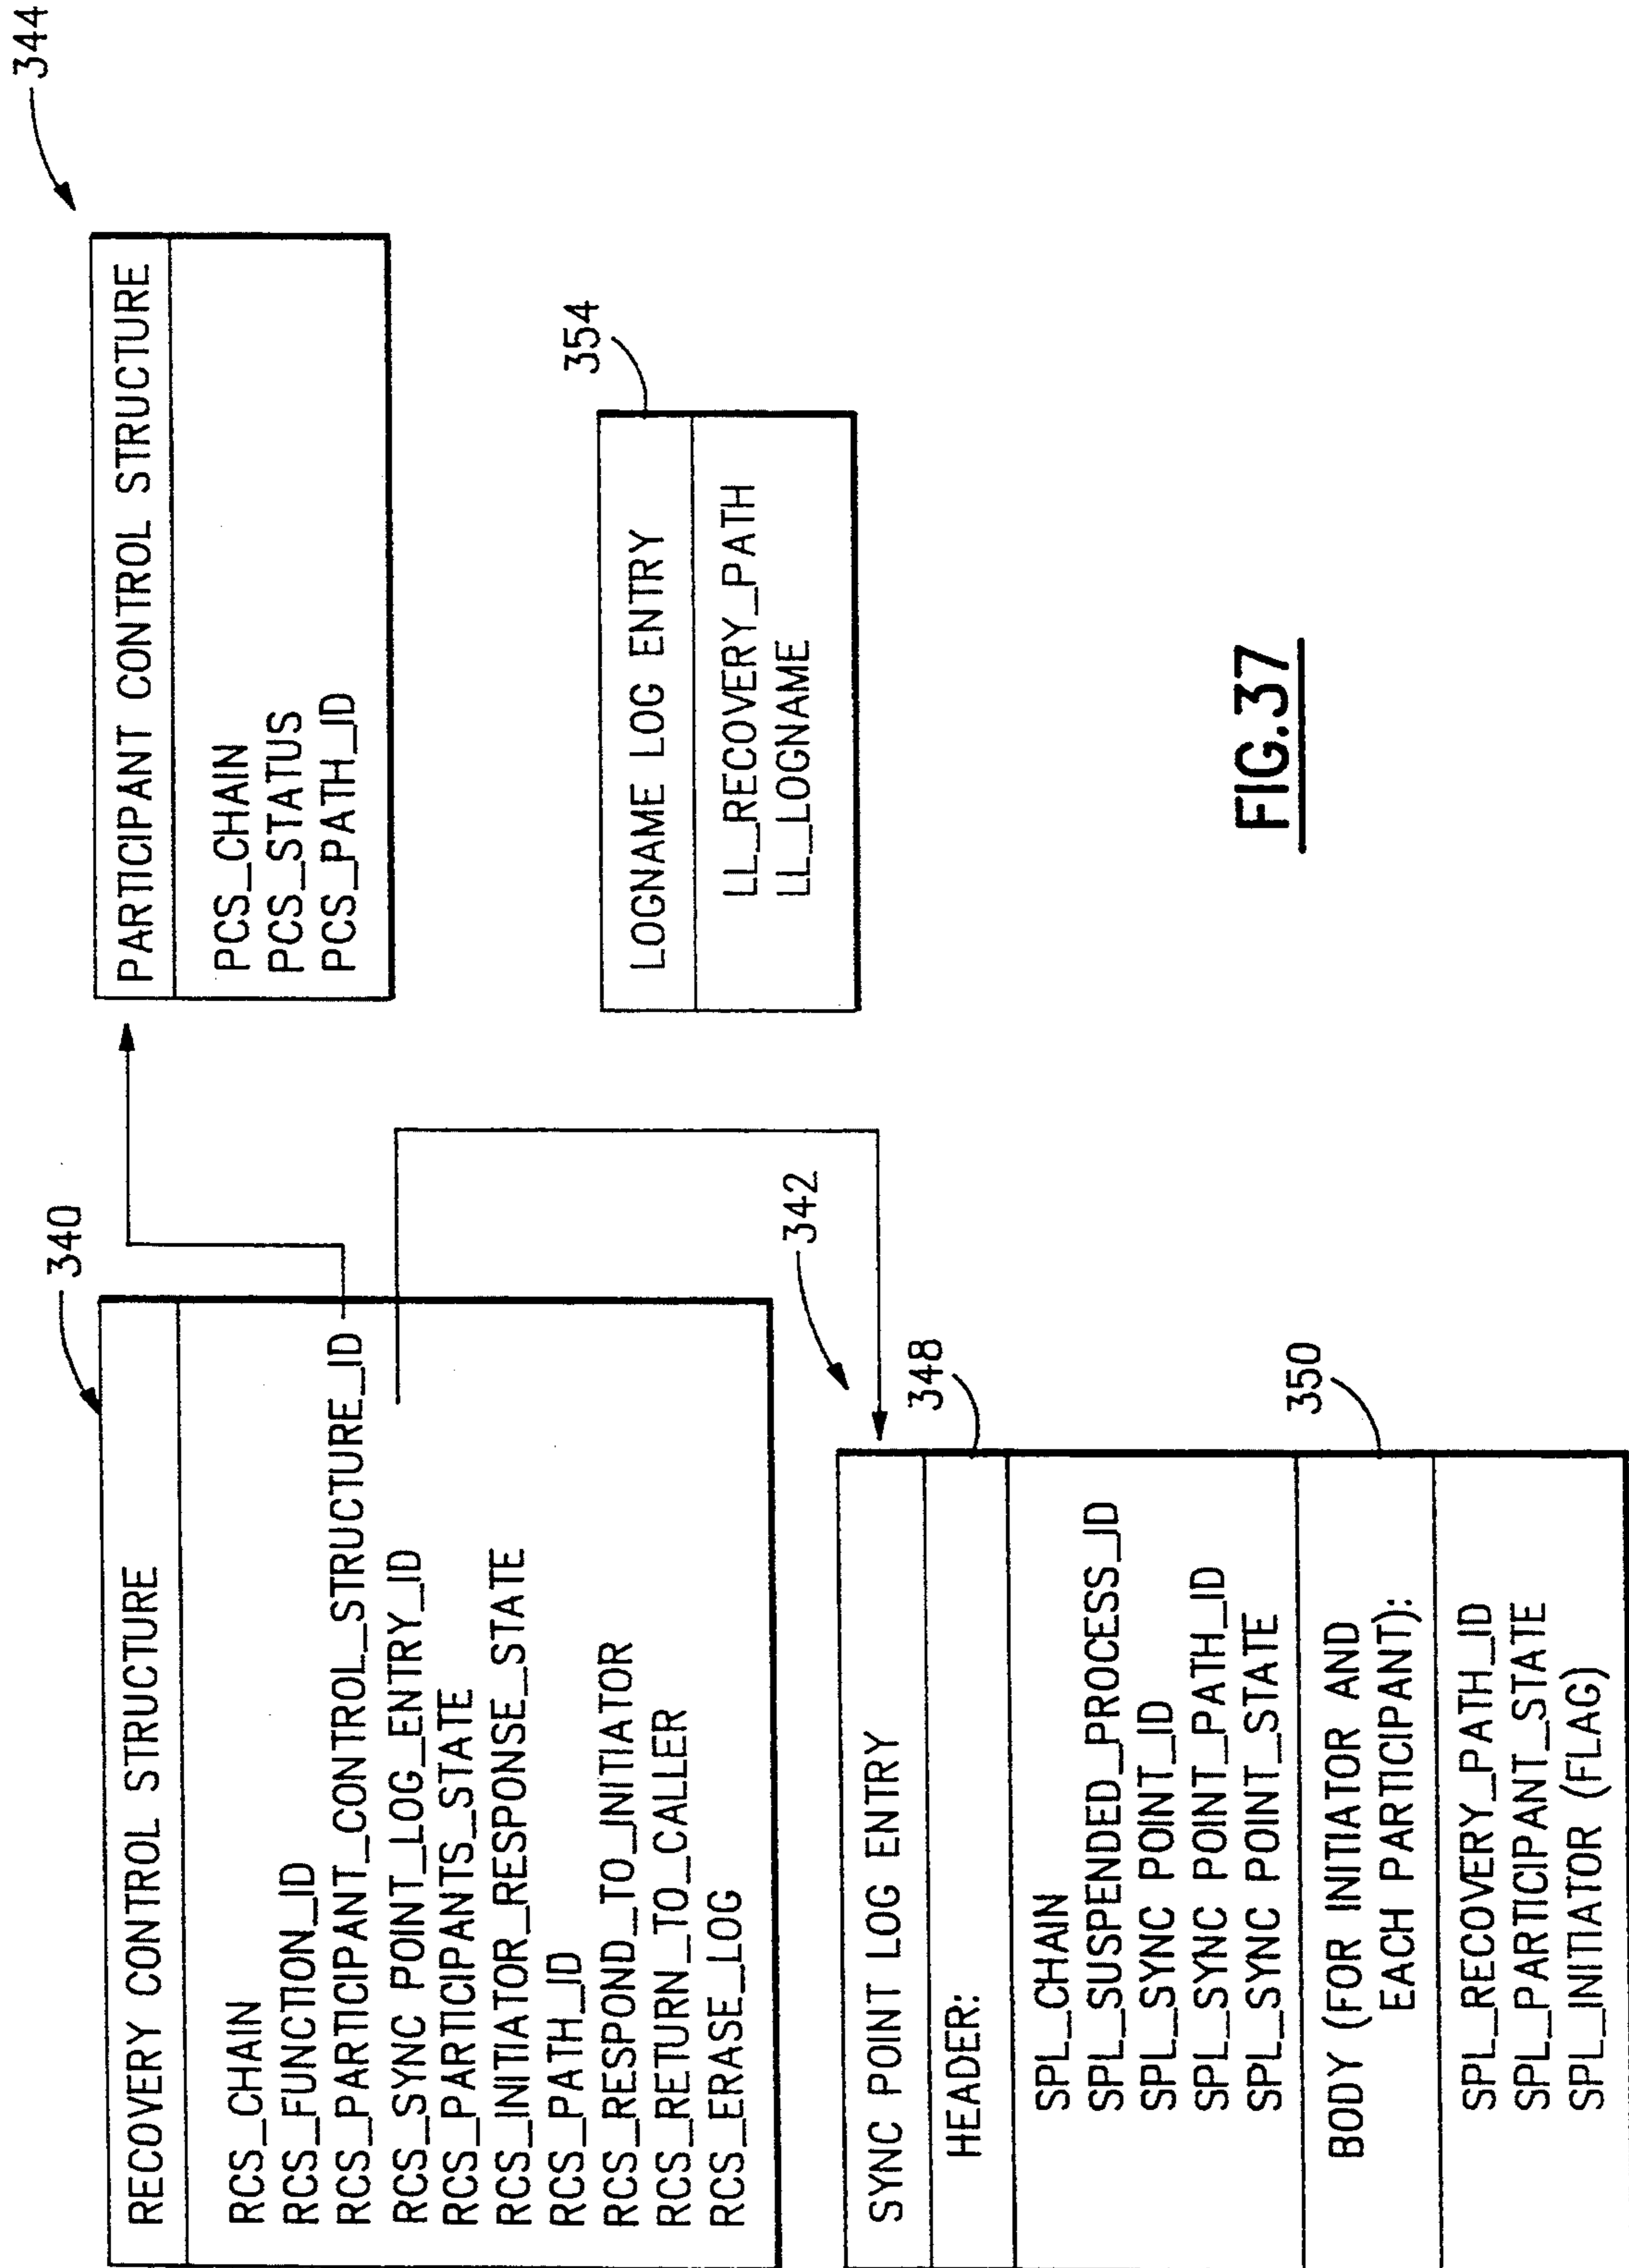 340
RECOVERY CONTROL STRUCTURE
RCS_CHAIN
RCS_FUNCTION_ID
RCS_PARTICIPANT_CONTROL_STRUCTURE_ID
RCS_SYNC POINT_LOG_ENTRY_ID
RCS_PARTICIPANTS_STATE
RCS_INITIATOR_RESPONSE_STATE
RCS_PATH_ID
RCS_RESPOND_TO_INITIATOR
RCS_RETURN_TO_CALLER
RCS_ERASE_LOG
344
PARTICIPANT CONTROL STRUCTURE
PCS_CHAIN
PCS_STATUS
PCS_PATH_ID
354
LOGNAME LOG ENTRY
LL_RECOVERY_PATH
LL_LOGNAME
342
SYNC POINT LOG ENTRY
348
HEADER:
SPL_CHAIN
SPL_SUSPENDED_PROCESS_ID
SPL_SYNC POINT_ID
SPL_SYNC POINT_PATH_ID
SPL_SYNC POINT_STATE
350
BODY (FOR INITIATOR AND
EACH PARTICIPANT):
SPL_RECOVERY_PATH_ID
SPL_PARTICIPANT_STATE
SPL_INITIATOR (FLAG)
FIG.37